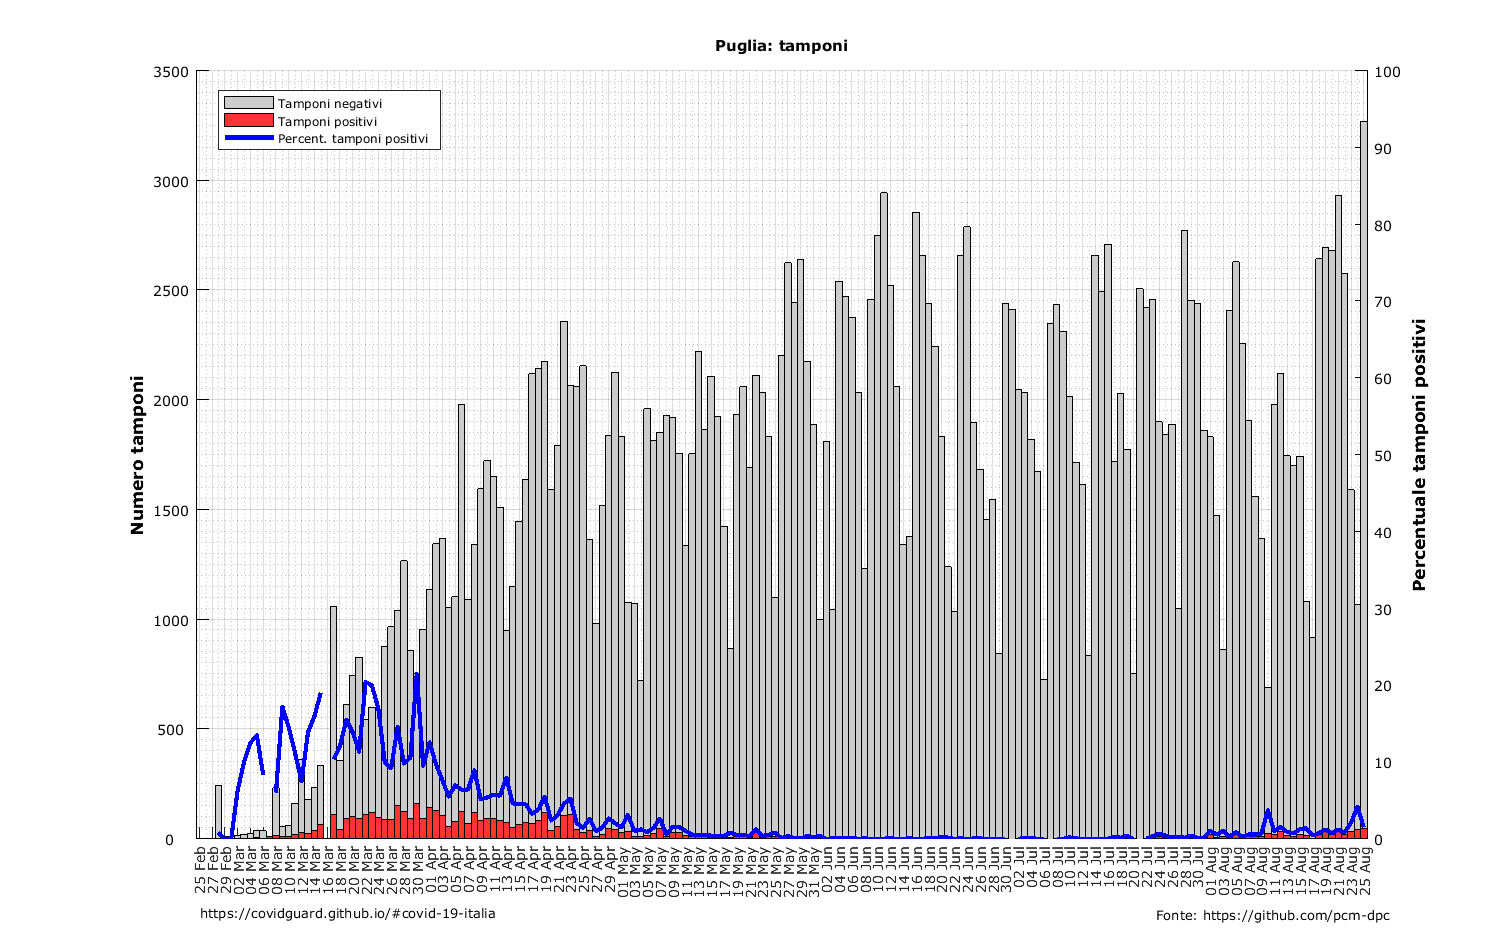 Puglia: tamponi
Tamponi negativi
Tamponi positivi
Percent. tamponi positivi
Numero tamponi
3500
3000
2500
2000
1500
1000
500
0
Percentuale tamponi positivi
100
90
80
70
60
50
40
30
20
10
0
25 Feb
27 Feb
29 Feb
02 Mar
04 Mar
06 Mar
08 Mar
10 Mar
12 Mar
14 Mar
16 Mar
18 Mar
20 Mar
22 Mar
24 Mar
26 Mar
28 Mar
30 Mar
01 Apr
03 Apr
05 Apr
07 Apr
09 Apr
11 Apr
13 Apr
15 Apr
17 Apr
19 Apr
21 Apr
23 Apr
25 Apr
27 Apr
29 Apr
01 May
03 May
05 May
07 May
09 May
11 May
13 May
15 May
17 May
19 May
21 May
23 May
25 May
27 May
29 May
31 May
02 Jun
04 Jun
06 Jun
08 Jun
10 Jun
12 Jun
14 Jun
16 Jun
18 Jun
20 Jun
22 Jun
24 Jun
26 Jun
28 Jun
30 Jun
02 Jul
04 Jul
06 Jul
08 Jul
10 Jul
12 Jul
14 Jul
16 Jul
18 Jul
20 Jul
22 Jul
24 Jul
26 Jul
28 Jul
30 Jul
01 Aug
03 Aug
05 Aug
07 Aug
09 Aug
11 Aug
13 Aug
15 Aug
17 Aug
19 Aug
21 Aug
23 Aug
25 Aug
https://covidguard.github.io/#covid-19-italia
Fonte: https://github.com/pcm-dpc